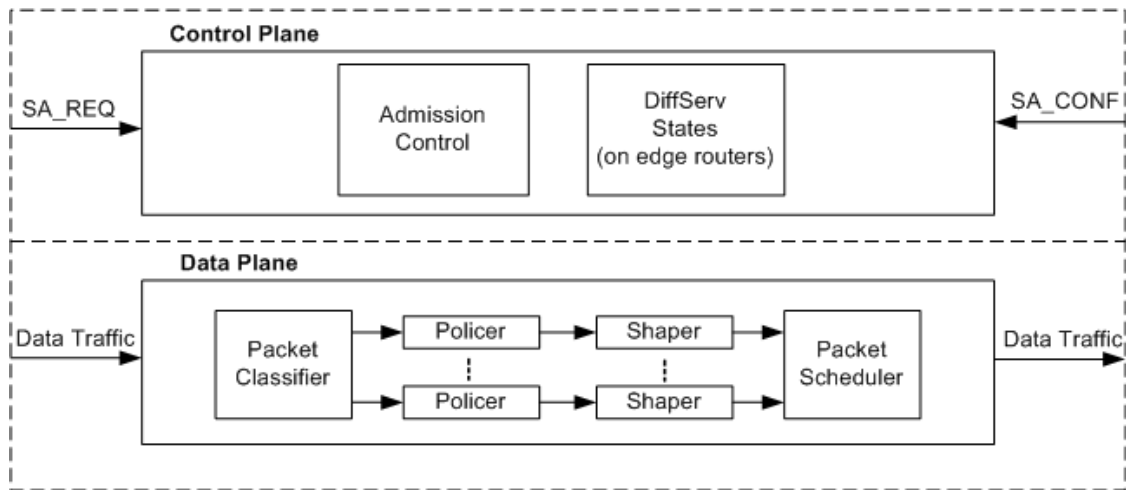 Control Plane
SA_REQ
Admission
Control
DiffServ
States
(on edge routers)
SA_CONF
Data Plane
Data Traffic
Packet
Classifier
Policer
Shaper
Policer
Shaper
Packet
Scheduler
Data Traffic